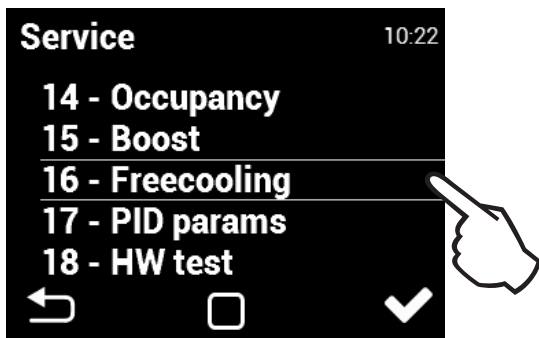 Service
10:22
14 - Occupancy
15 - Boost
16 - Freecooling
17 - PID params
18 - HW test